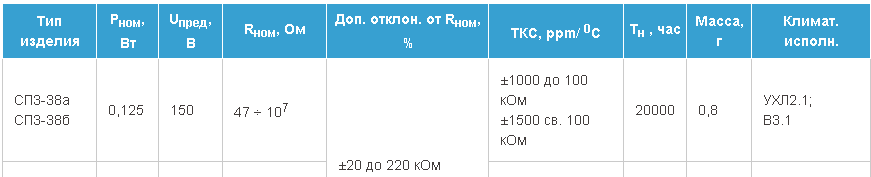 Тип изделия
Pном, Вт
Uпред, В
Rном, Ом
Доп. отклон. от Rном, %
ТКС, ppm/ ⁰С
Тн , час
Масса, г
Климат. исполн.
СП3-38а
СП3-38б
0,125
150
47 ÷ 10⁷
±20 до 220 кОм
±1000 до 100 кОм
±1500 св. 100 кОм
20000
0,8
УХЛ2.1;
В3.1